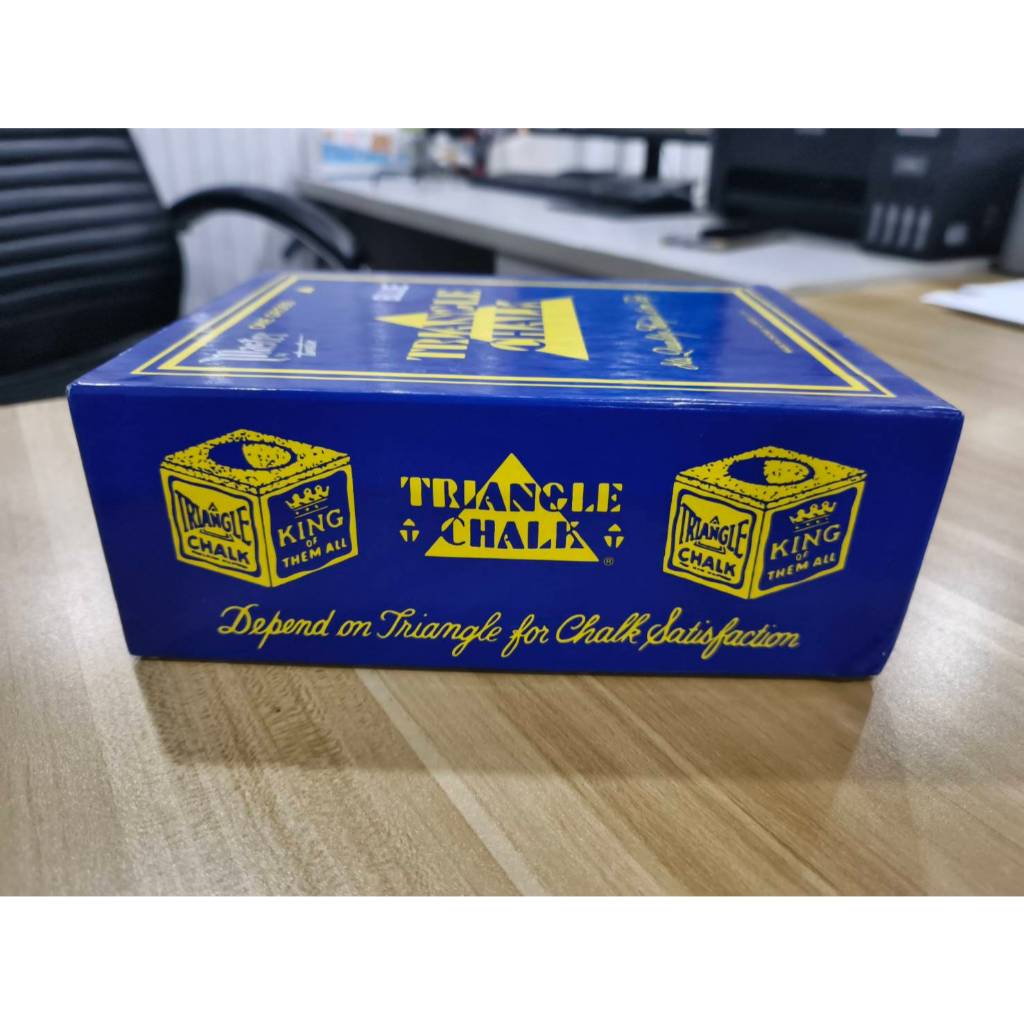 BLUE
TRIANGLE
CHALK
TRIANGLE
CHALK
KING
OF
THEM ALL
TRIANGLE
CHALK
®
TRIANGLE
CHALK
KING
OF
THEM ALL
Depend on Triangle for Chalk Satisfaction